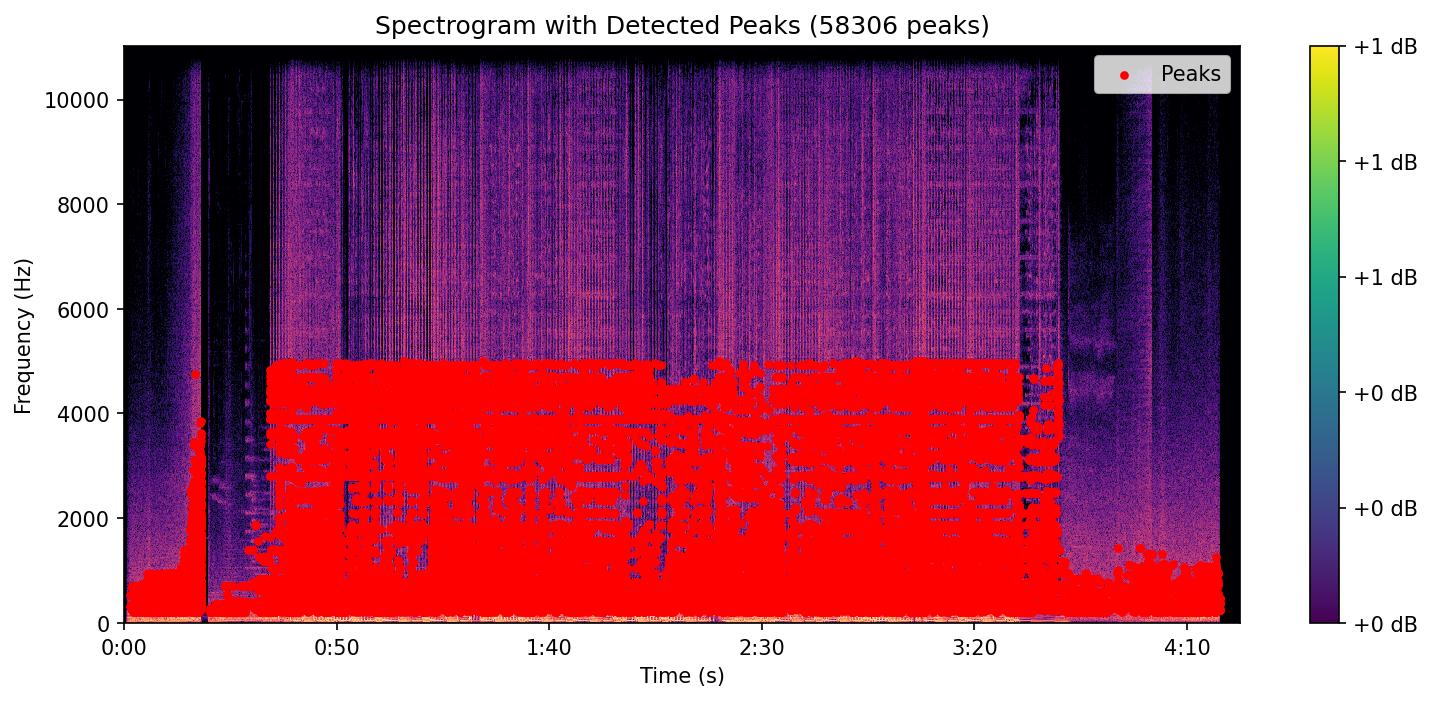 Spectrogram with Detected Peaks (58306 peaks)
Peaks
Frequency (Hz)
10000
8000
6000
4000
2000
0
0:00
0:50
1:40
2:30
3:20
4:10
Time (s)
+1 dB
+1 dB
+1 dB
+0 dB
+0 dB
+0 dB